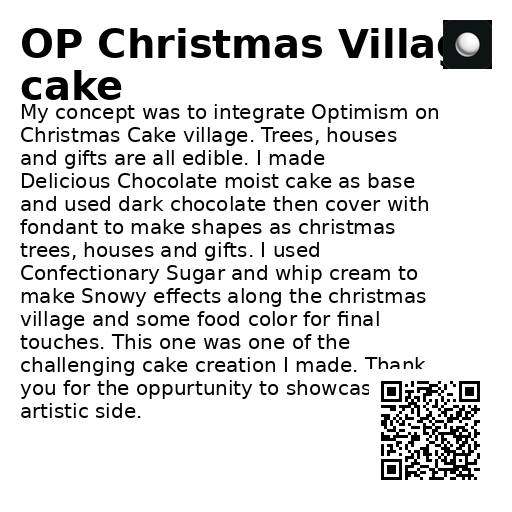 OP Christmas Village
cake
My concept was to integrate Optimism on
Christmas Cake village. Trees, houses
and gifts are all edible. I made
Delicious Chocolate moist cake as base
and used dark chocolate then cover with
fondant to make shapes as christmas
trees, houses and gifts. I used
Confectionary Sugar and whip cream to
make Snowy effects along the christmas
village and some food color for final
touches. This one was one of the
challenging cake creation I made. Thank
you for the oppurtunity to showcas
artistic side.